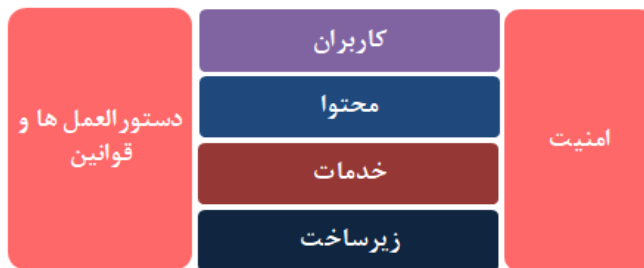 امنیت
کاربران
محتوا
خدمات
زیرساخت
دستورالعمل ها و
قوانین